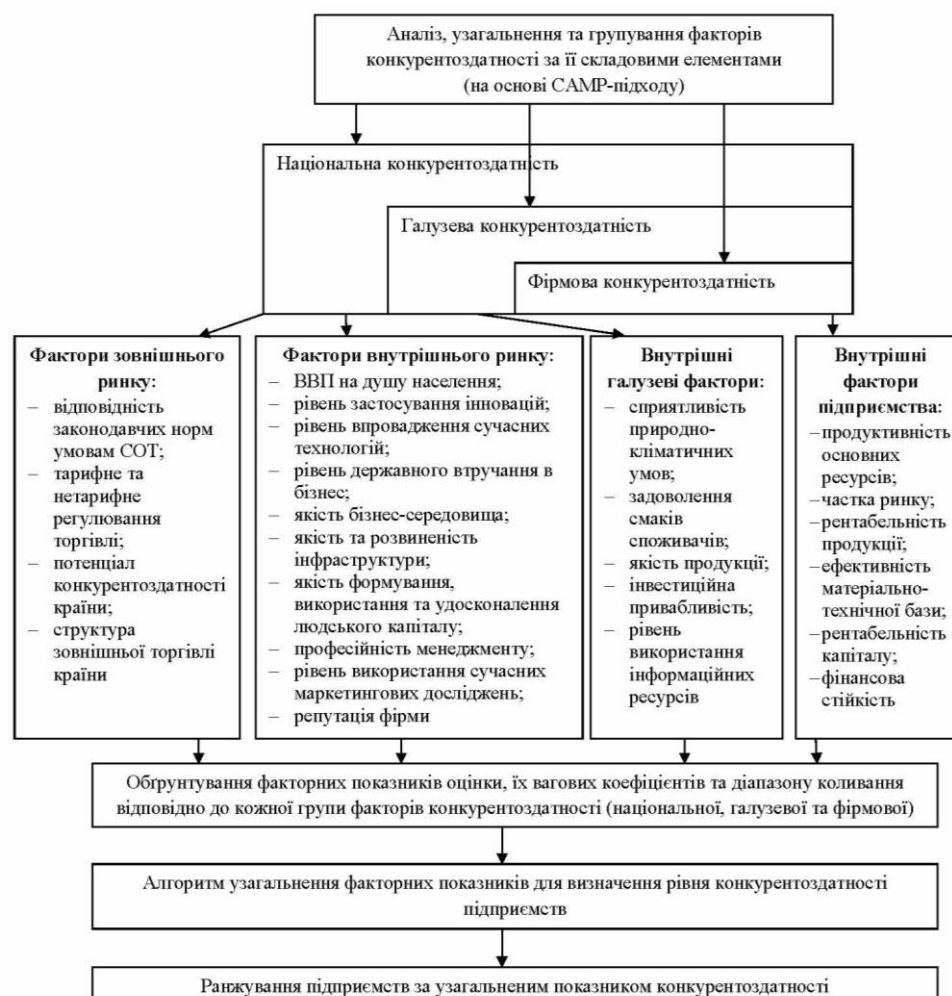 Аналіз, узагальнення та групування факторів
конкурентоздатності за її складовими елементами
(на основі САМР-підходу)
Національна конкурентоздатність
Галузева конкурентоздатність
Фірмова конкурентоздатність
Фактори зовнішнього
ринку:
– відповідність
законодавчих норм
умовам СОТ;
– тарифне та
нетарифне
регулювання
торгівлі;
– потенціал
конкурентоздатності
країни;
– структура
зовнішньої торгівлі
країни
Фактори внутрішнього ринку:
– ВВП на душу населення;
– рівень застосування інновацій;
– рівень впровадження сучасних
технологій;
– рівень державного втручання в
бізнес;
– якість бізнес-середовища;
– якість та розвиненість
інфраструктури;
– якість формування,
використання та удосконалення
людського капіталу;
– професійність менеджменту;
– рівень використання сучасних
маркетингових досліджень;
– репутація фірми
Внутрішні
галузеві фактори:
– сприятливість
природно-
кліматичних
умов;
– задоволення
смаків
споживачів;
– якість продукції;
– інвестиційна
привабливість;
– рівень
використання
інформаційних
ресурсів
Внутрішні
фактори
підприємства:
– продуктивність
основних
ресурсів;
– частка ринку;
– рентабельність
продукції;
– ефективність
матеріально-
технічної бази;
– рентабельність
капіталу;
– фінансова
стійкість
Обґрунтування факторних показників оцінки, їх вагових коефіцієнтів та діапазону коливання
відповідно до кожної групи факторів конкурентоздатності (національної, галузевої та фірмової)
Алгоритм узагальнення факторних показників для визначення рівня конкурентоздатності
підприємств
Ранжування підприємств за узагальненим показником конкурентоздатності